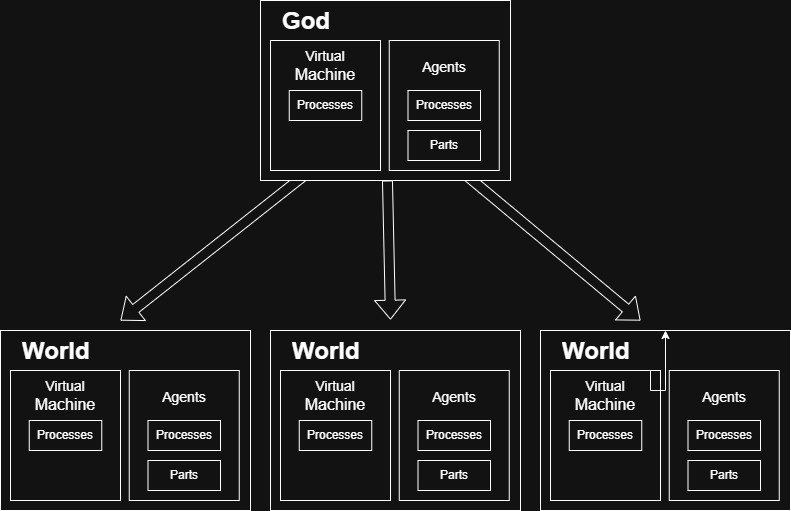 God
Virtual
Machine
Processes
Agents
Processes
Parts
World
Virtual
Machine
Processes
Agents
Processes
Parts
World
Virtual
Machine
Processes
Agents
Processes
Parts
World
Virtual
Machine
Processes
Agents
Processes
Parts